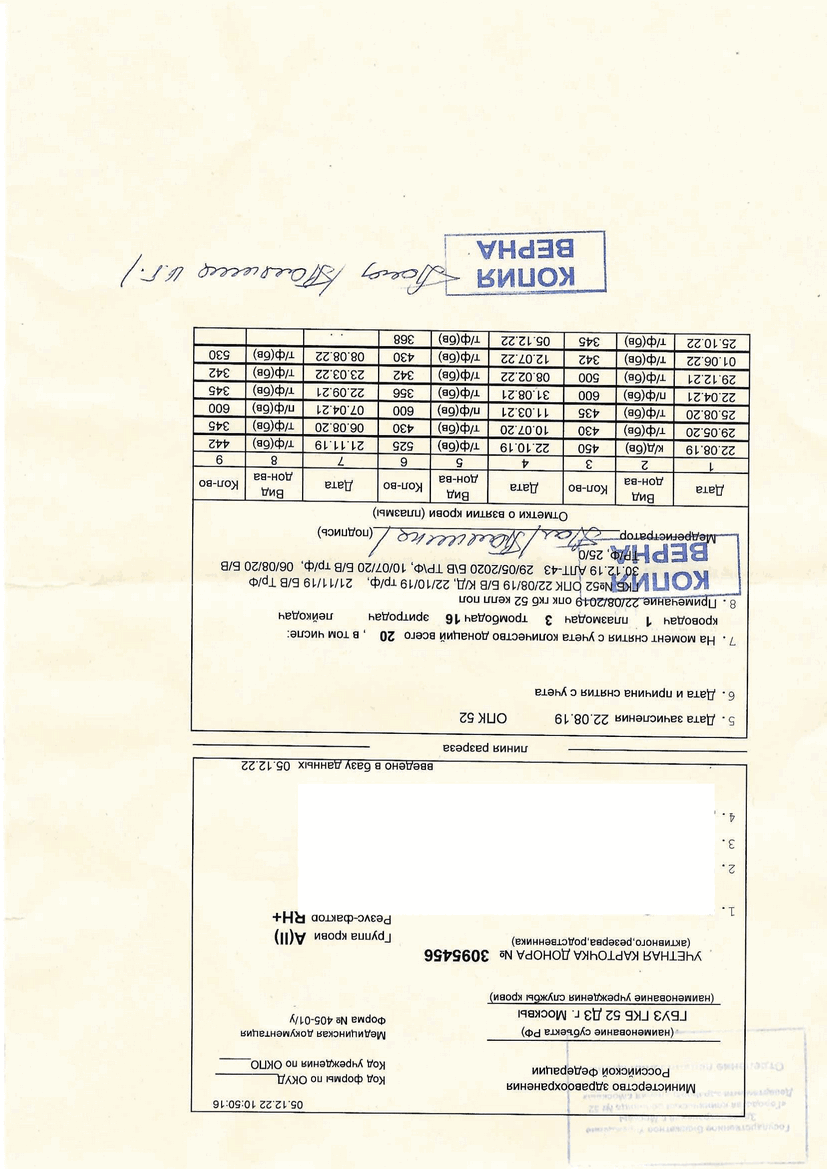 05.12.22 10:50:16
Министерство здравоохранения
Российской Федерации
Код формы по ОКУД
Код учреждения по ОКПО
(наименование субъекта РФ)
ГБУЗ ГКБ 52 ДЗ г. Москвы
(наименование учреждения службы крови)
Медицинская документация
Форма № 405-01/у
УЧЕТНАЯ КАРТОЧКА ДОНОРА № 3095456
(активного,резерва,родственника)
Группа крови A(II)
Резус-фактор RH+
1.
2.
3.
4.
введено в базу данных 05.12.22
линия разреза
5. Дата зачисления 22.08.19 ОПК 52
6. Дата и причина снятия с учета
7. На момент снятия с учета количество донаций всего 20 , в том числе:
кроводач 1 плазмодач 3 тромбодач 16 эритродач лейкодач
8. Примечание 22/08/2019 опк гкб 52 келл пол
ГКБ №52 ОПК 22/08/19 Б/В К/Д, 22/10/19 трф, 21/11/19 Б/В Тр/ф
30.12.19 АЛТ-43 29/05/2020 Б/В ТР/Ф, 10/07/20 Б/В тр/ф, 06/08/20 Б/В
ТР/Ф, 25/0
КОПИЯ
ВЕРНА
Медрегистратор (подпись)
Отметки о взятии крови (плазмы)
Дата Вид дон-ва Кол-во Дата Вид дон-ва Кол-во Дата Вид дон-ва Кол-во
1 2 3 4 5 6 7 8 9
22.08.19 к/д(бв) 450 22.10.19 т/ф(бв) 525 21.11.19 т/ф(бв) 442
29.05.20 т/ф(бв) 430 10.07.20 т/ф(бв) 430 06.08.20 т/ф(бв) 345
25.08.20 т/ф(бв) 435 11.03.21 п/ф(бв) 600 07.04.21 п/ф(бв) 600
22.04.21 п/ф(бв) 600 31.08.21 т/ф(бв) 356 22.09.21 т/ф(бв) 345
29.12.21 т/ф(бв) 500 08.02.22 т/ф(бв) 342 23.03.22 т/ф(бв) 342
01.06.22 т/ф(бв) 342 12.07.22 т/ф(бв) 430 08.08.22 т/ф(бв) 530
25.10.22 т/ф(бв) 345 05.12.22 т/ф(бв) 368
КОПИЯ
ВЕРНА